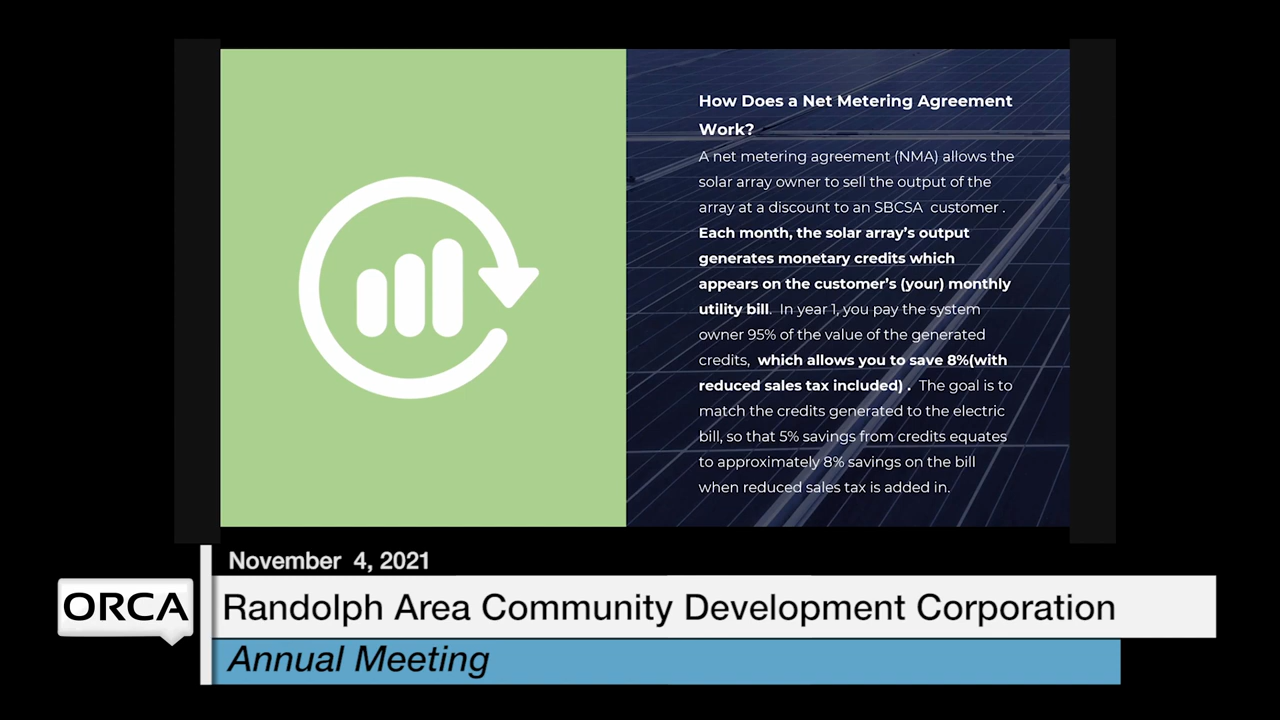 How Does a Net Metering Agreement
Work?
A net metering agreement (NMA) allows the
solar array owner to sell the output of the
array at a discount to an SBCSA  customer .
Each month, the solar array’s output
generates monetary credits which
appears on the customer’s (your) monthly
utility bill.  In year 1, you pay the system
owner 95% of the value of the generated
credits,  which allows you to save 8%(with
reduced sales tax included) .  The goal is to
match the credits generated to the electric
bill, so that 5% savings from credits equates
to approximately 8% savings on the bill
when reduced sales tax is added in.
November  4, 2021
ORCA
Randolph Area Community Development Corporation
Annual Meeting